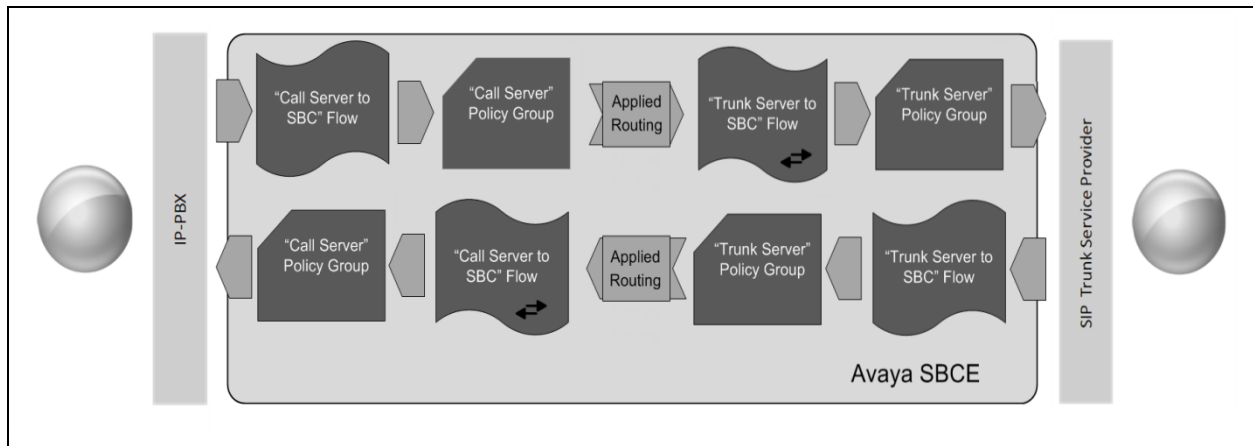 IP-PBX
“Call Server to
SBC” Flow
“Call Server”
Policy Group
Applied
Routing
“Trunk Server to
SBC” Flow
“Trunk Server”
Policy Group
“Call Server”
Policy Group
“Call Server to
SBC” Flow
Applied
Routing
“Trunk Server”
Policy Group
“Trunk Server to
SBC” Flow
Avaya SBCE
SIP Trunk Service Provider